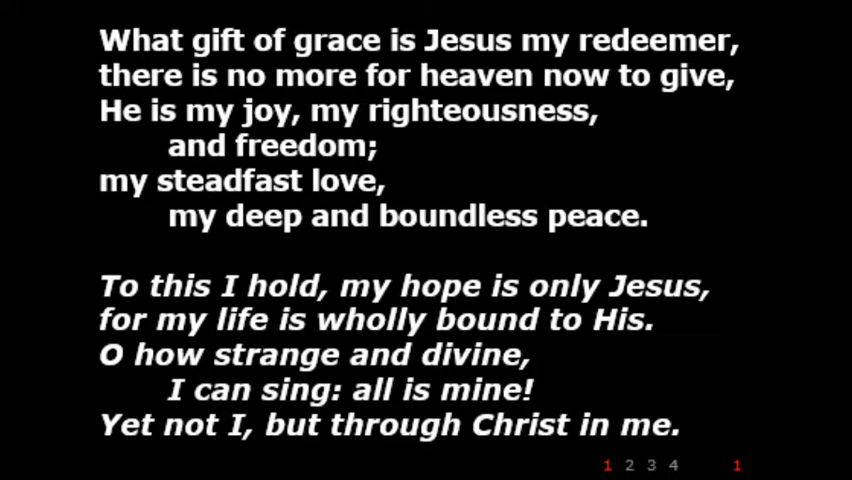 What gift of grace is Jesus my redeemer,
there is no more for heaven now to give,
He is my joy, my righteousness,
and freedom;
my steadfast love,
my deep and boundless peace.
To this I hold, my hope is only Jesus,
for my life is wholly bound to His.
O how strange and divine,
I can sing: all is mine!
Yet not I, but through Christ in me.
1 2 3 4 1